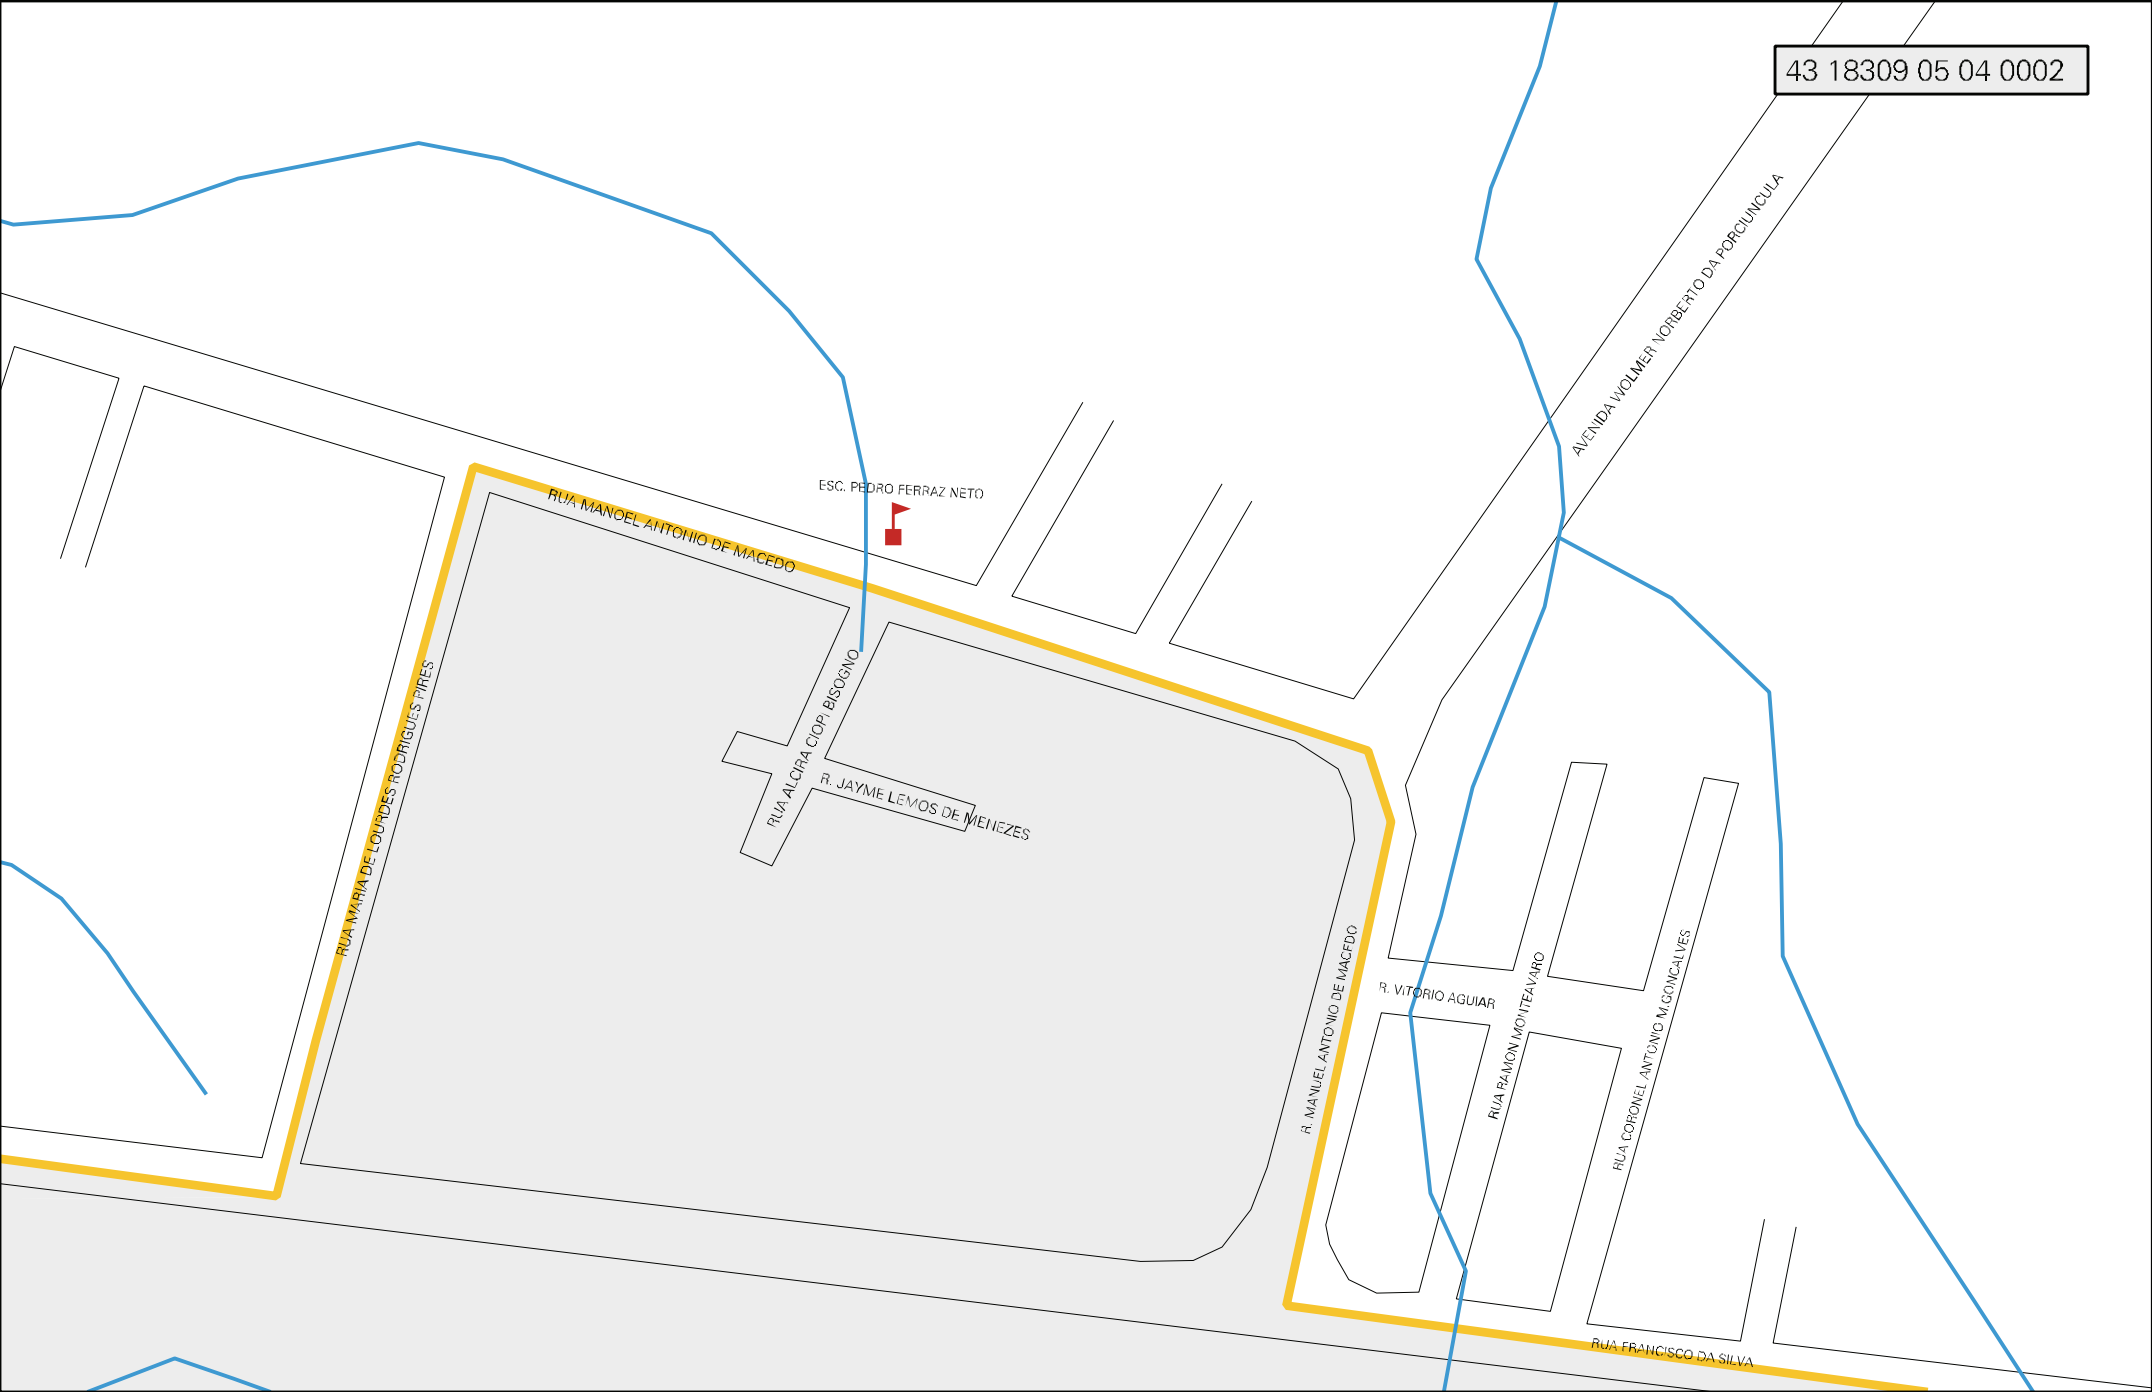 43 18309 05 04 0002
AVENIDA WOLMER NORBERTO DA PORCIUNCULA
ESC. PEDRO FERRAZ NETO
RUA MANOEL ANTONIO DE MACEDO
RUA MARIA DE LOURDES RODRIGUES PIRES
RUA ALCIRA CIOPI BISOGNO
R. JAYME LEMOS DE MENEZES
R. MANUEL ANTONIO DE MACEDO
R. VITORIO AGUIAR
RUA RAMON MONTEAVARO
RUA CORONEL ANTONIO M.GONCALVES
RUA FRANCISCO DA SILVA